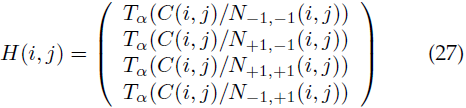 T_α(C(i, j)/N_{−1,−1}(i, j))
T_α(C(i, j)/N_{+1,−1}(i, j))
H(i, j) = T_α(C(i, j)/N_{+1,+1}(i, j)) (27)
T_α(C(i, j)/N_{−1,+1}(i, j))